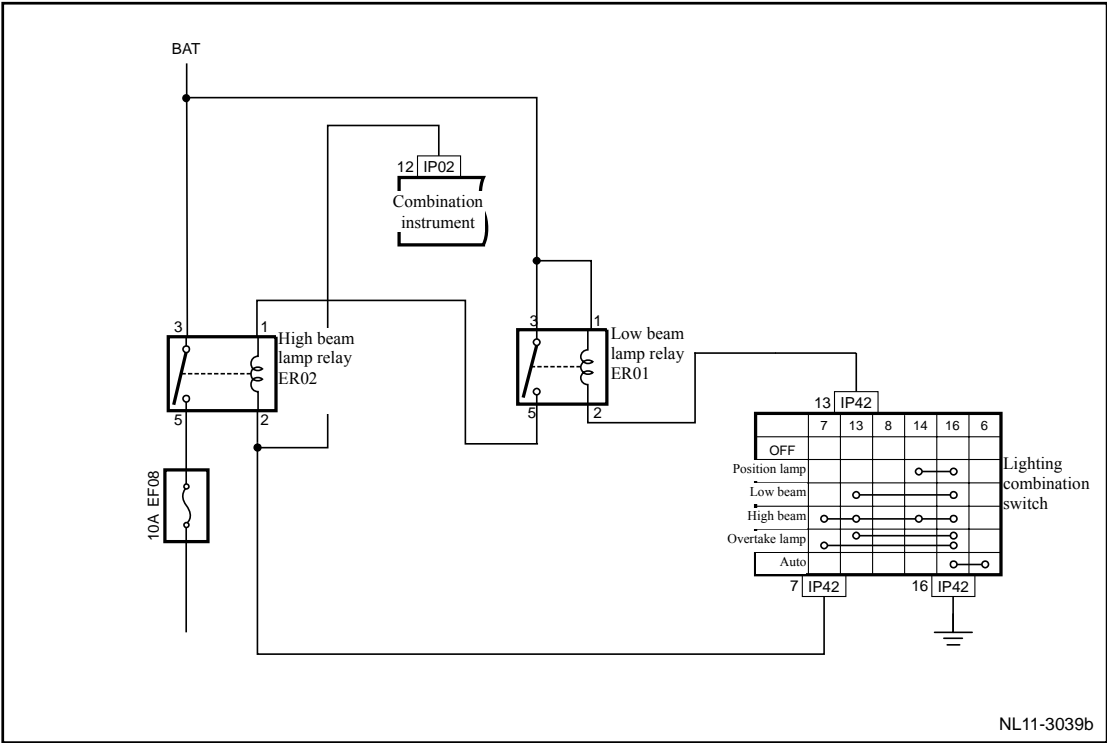 BAT
12 IP02
Combination
instrument
3 1
High beam
lamp relay
ER02
5 2
3 1
Low beam
lamp relay
ER01
5 2
10A EF08
13 IP42
7 13 8 14 16 6
OFF
Position lamp
Low beam
High beam
Overtake lamp
Auto
Lighting
combination
switch
7 IP42
16 IP42
NL11-3039b